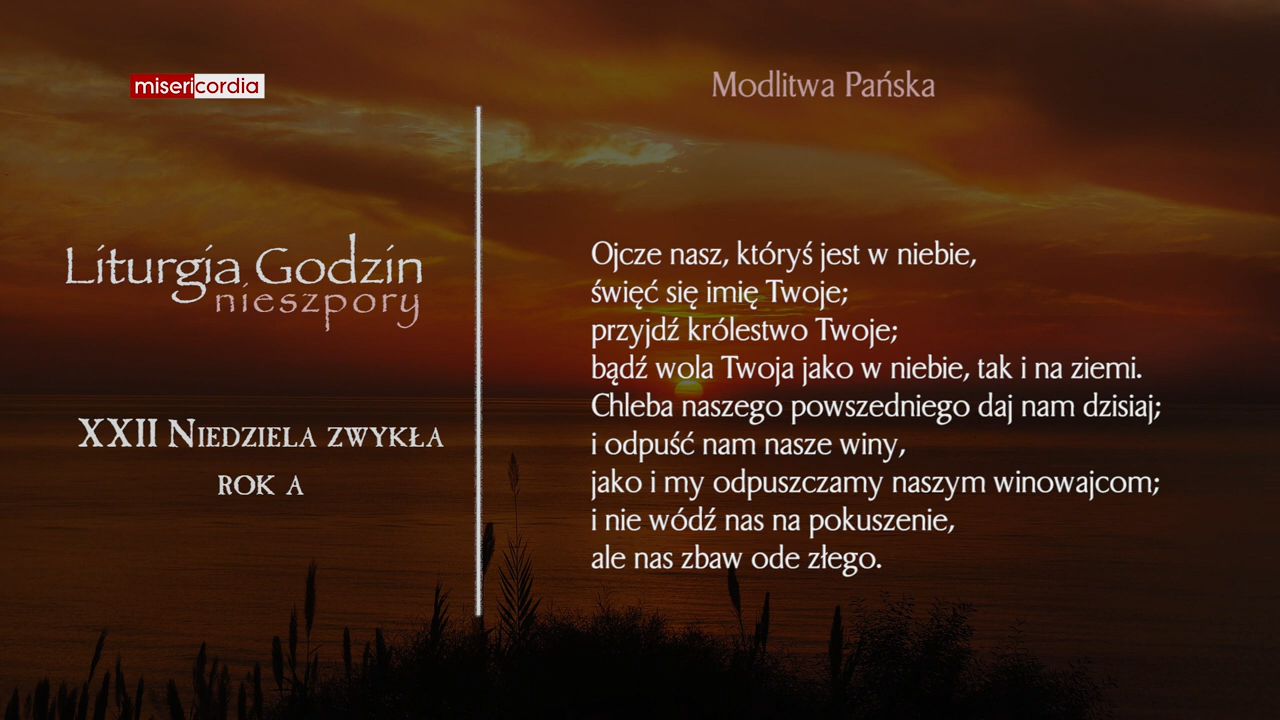 misericordia
Liturgia Godzin
nieszpory
XXII Niedziela zwykła
rok a
Modlitwa Pańska
Ojcze nasz, któryś jest w niebie,
święć się imię Twoje;
przyjdź królestwo Twoje;
bądź wola Twoja jako w niebie, tak i na ziemi.
Chleba naszego powszedniego daj nam dzisiaj;
i odpuść nam nasze winy,
jako i my odpuszczamy naszym winowajcom;
i nie wódź nas na pokuszenie,
ale nas zbaw ode złego.